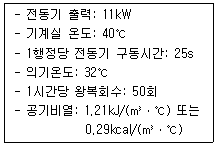 - 전동기 출력: 11kW
- 기계실 온도: 40℃
- 1행정당 전동기 구동시간: 25s
- 외기온도: 32℃
- 1시간당 왕복회수: 50회
- 공기비열: 1.21kJ/(㎥·℃) 또는
0.29kcal/(㎥·℃)